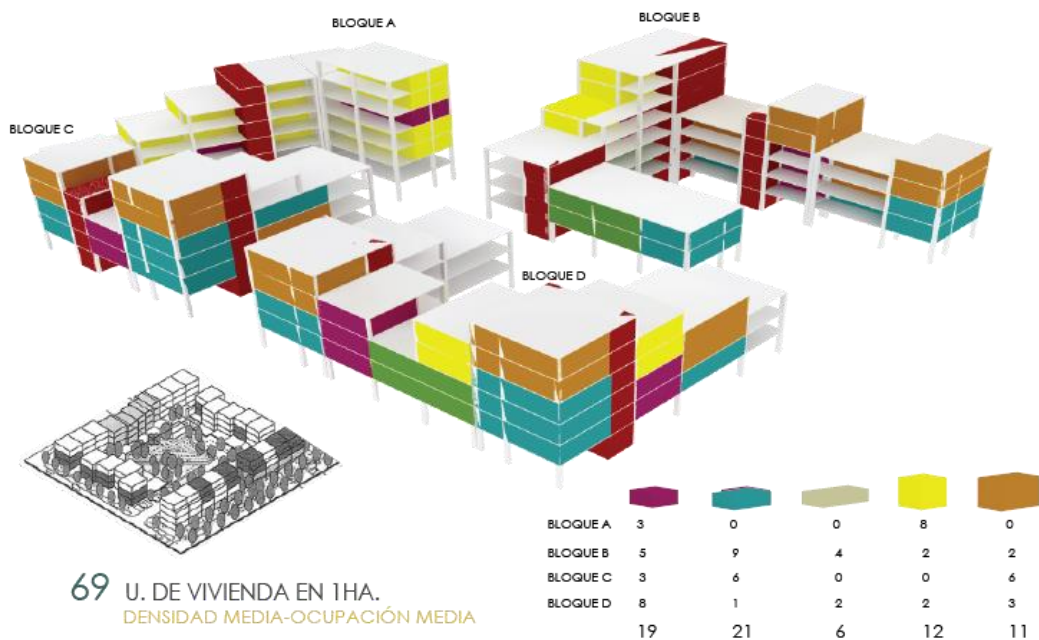 BLOQUE A
BLOQUE B
BLOQUE C
BLOQUE D
BLOQUE A 3 0 0 8 0
BLOQUE B 5 9 4 2 2
BLOQUE C 3 6 0 0 6
BLOQUE D 8 1 2 2 3
19 21 6 12 11
69 U. DE VIVIENDA EN 1HA.
DENSIDAD MEDIA-OCUPACIÓN MEDIA